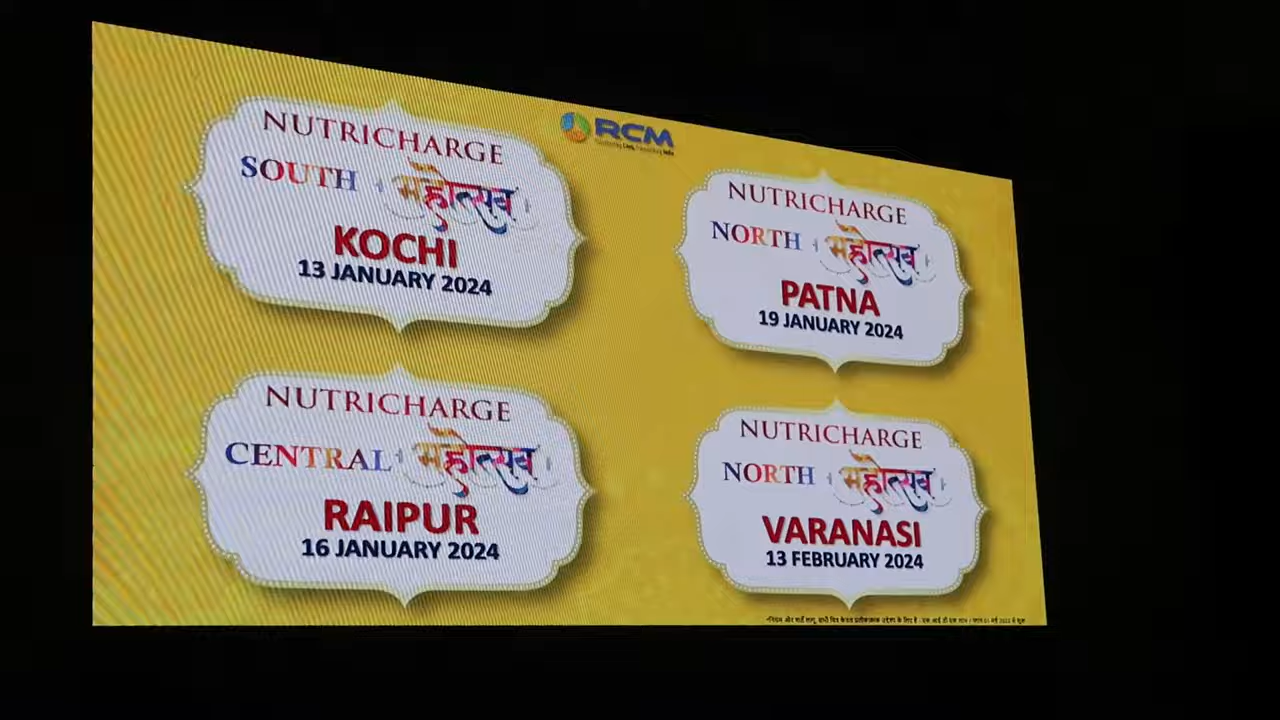 RCM
NUTRICHARGE
SOUTH महोत्सव
KOCHI
13 JANUARY 2024
NUTRICHARGE
NORTH महोत्सव
PATNA
19 JANUARY 2024
NUTRICHARGE
CENTRAL महोत्सव
RAIPUR
16 JANUARY 2024
NUTRICHARGE
NORTH महोत्सव
VARANASI
13 FEBRUARY 2024